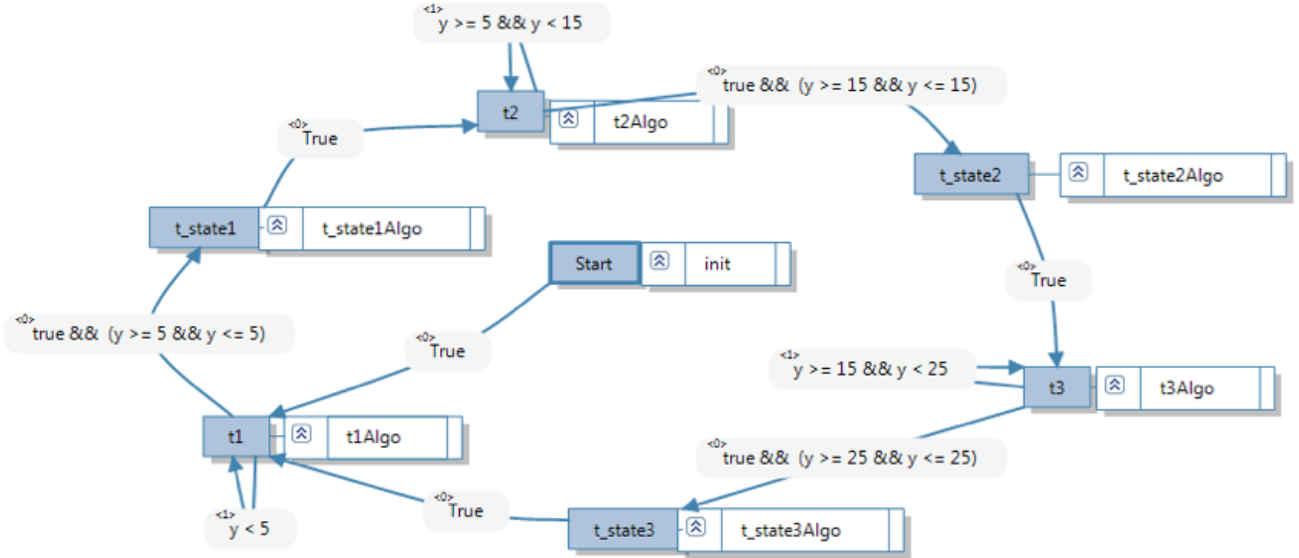 <1>
y >= 5 && y < 15
<0>
true && (y >= 15 && y <= 15)
t2
t2Algo
<0>
True
t_state2
t_state2Algo
t_state1
t_state1Algo
Start
init
<0>
True
<0>
true && (y >= 5 && y <= 5)
<0>
True
<1>
y >= 15 && y < 25
t3
t3Algo
t1
t1Algo
<0>
true && (y >= 25 && y <= 25)
<0>
True
<1>
y < 5
t_state3
t_state3Algo